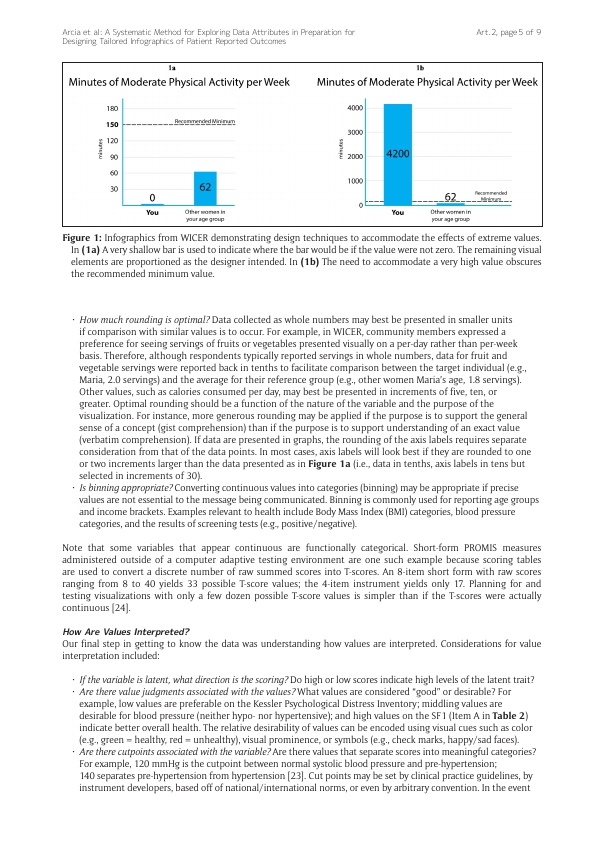 Arcia et al: A Systematic Method for Exploring Data Attributes in Preparation for
Designing Tailored Infographics of Patient Reported Outcomes
Art. 2, page 5 of 9
1a
Minutes of Moderate Physical Activity per Week
180
150
120
90
60
30
minutes
Recommended Minimum
0
62
You
Other women in
your age group
1b
Minutes of Moderate Physical Activity per Week
4000
3000
2000
1000
0
minutes
4200
62
Recommended
Minimum
You
Other women in
your age group
Figure 1: Infographics from WICER demonstrating design techniques to accommodate the effects of extreme values.
In (1a) A very shallow bar is used to indicate where the bar would be if the value were not zero. The remaining visual
elements are proportioned as the designer intended. In (1b) The need to accommodate a very high value obscures
the recommended minimum value.
· How much rounding is optimal? Data collected as whole numbers may best be presented in smaller units
if comparison with similar values is to occur. For example, in WICER, community members expressed a
preference for seeing servings of fruits or vegetables presented visually on a per-day rather than per-week
basis. Therefore, although respondents typically reported servings in whole numbers, data for fruit and
vegetable servings were reported back in tenths to facilitate comparison between the target individual (e.g.,
Maria, 2.0 servings) and the average for their reference group (e.g., other women Maria's age, 1.8 servings).
Other values, such as calories consumed per day, may best be presented in increments of five, ten, or
greater. Optimal rounding should be a function of the nature of the variable and the purpose of the
visualization. For instance, more generous rounding may be applied if the purpose is to support the general
sense of a concept (gist comprehension) than if the purpose is to support understanding of an exact value
(verbatim comprehension). If data are presented in graphs, the rounding of the axis labels requires separate
consideration from that of the data points. In most cases, axis labels will look best if they are rounded to one
or two increments larger than the data presented as in Figure 1a (i.e., data in tenths, axis labels in tens but
selected in increments of 30).
· Is binning appropriate? Converting continuous values into categories (binning) may be appropriate if precise
values are not essential to the message being communicated. Binning is commonly used for reporting age groups
and income brackets. Examples relevant to health include Body Mass Index (BMI) categories, blood pressure
categories, and the results of screening tests (e.g., positive/negative).
Note that some variables that appear continuous are functionally categorical. Short-form PROMIS measures
administered outside of a computer adaptive testing environment are one such example because scoring tables
are used to convert a discrete number of raw summed scores into T-scores. An 8-item short form with raw scores
ranging from 8 to 40 yields 33 possible T-score values; the 4-item instrument yields only 17. Planning for and
testing visualizations with only a few dozen possible T-score values is simpler than if the T-scores were actually
continuous [24].
How Are Values Interpreted?
Our final step in getting to know the data was understanding how values are interpreted. Considerations for value
interpretation included:
· If the variable is latent, what direction is the scoring? Do high or low scores indicate high levels of the latent trait?
· Are there value judgments associated with the values? What values are considered "good" or desirable? For
example, low values are preferable on the Kessler Psychological Distress Inventory; middling values are
desirable for blood pressure (neither hypo- nor hypertensive); and high values on the SF1 (Item A in Table 2)
indicate better overall health. The relative desirability of values can be encoded using visual cues such as color
(e.g., green = healthy, red = unhealthy), visual prominence, or symbols (e.g., check marks, happy/sad faces).
· Are there cutpoints associated with the variable? Are there values that separate scores into meaningful categories?
For example, 120 mmHg is the cutpoint between normal systolic blood pressure and pre-hypertension;
140 separates pre-hypertension from hypertension [23]. Cut points may be set by clinical practice guidelines, by
instrument developers, based off of national/international norms, or even by arbitrary convention. In the event